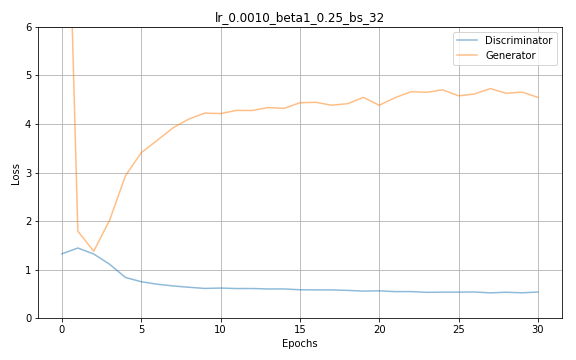 lr_0.0010_beta1_0.25_bs_32
Discriminator
Generator
6
5
4
3
2
1
0
Loss
0 5 10 15 20 25 30
Epochs